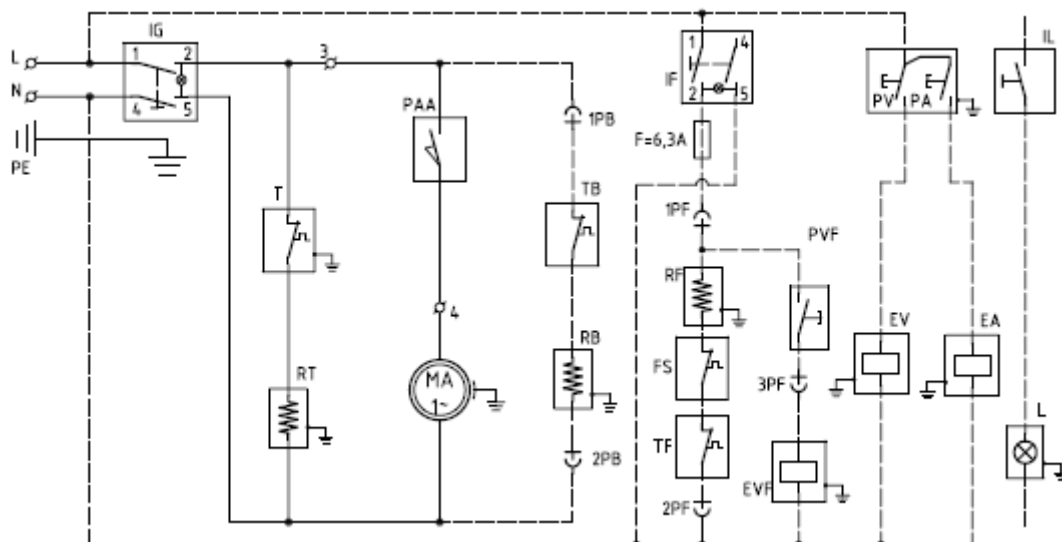 IG
L
1
2
N
4
5
PE
3
PAA
T
4
MA
1~
RT
1PB
TB
RB
2PB
1
4
IF
2
5
F=6,3A
1PF
PVF
RF
FS
3PF
TF
EVF
2PF
PV
PA
EV
EA
IL
L